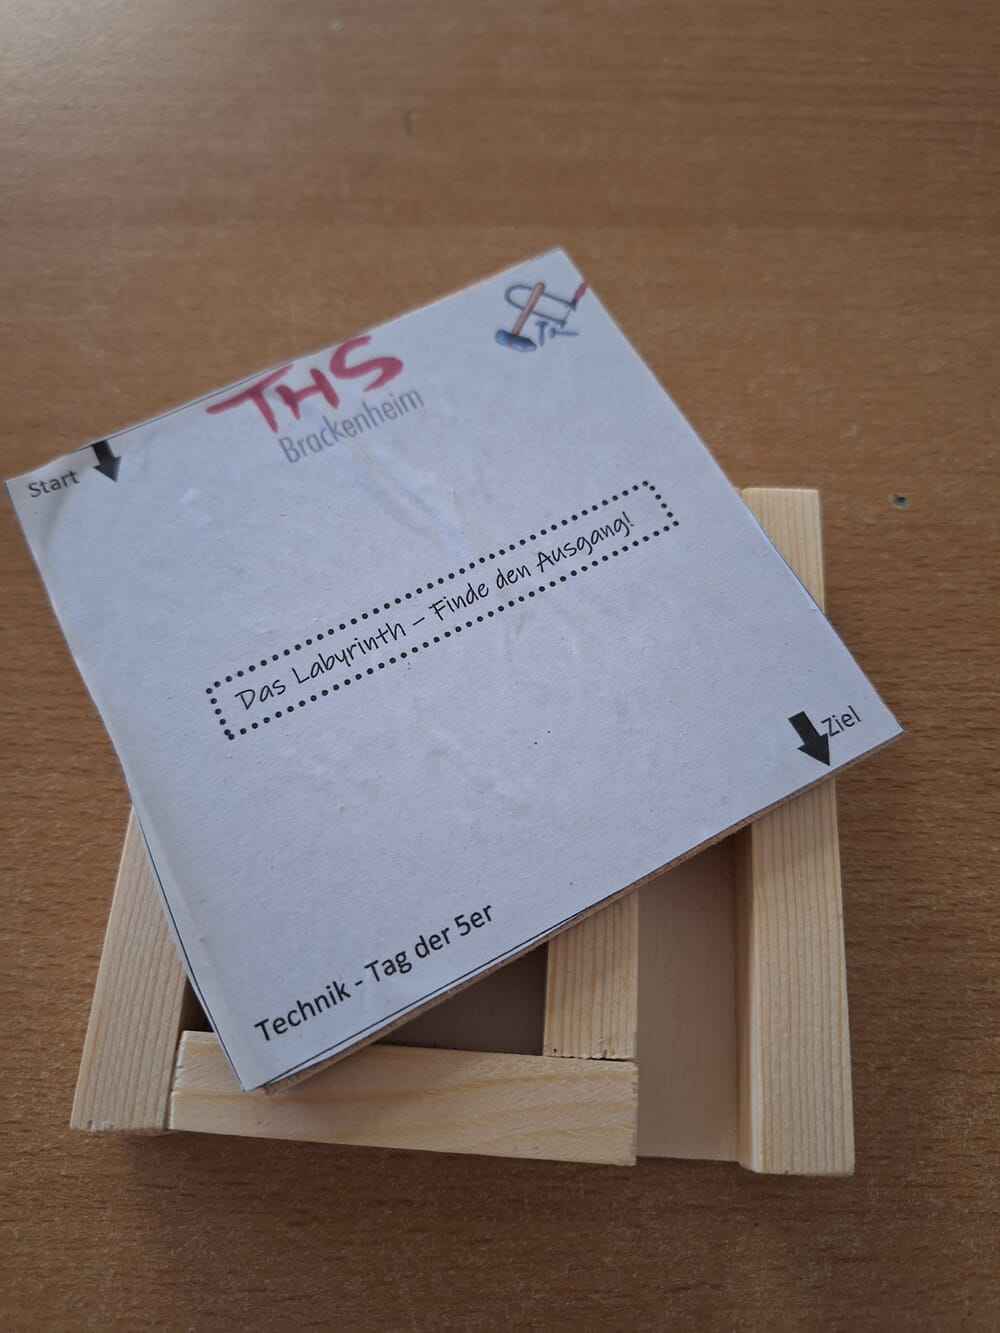 THS
Brackenheim
Start
Das Labyrinth – Finde den Ausgang!
Ziel
Technik - Tag der 5er